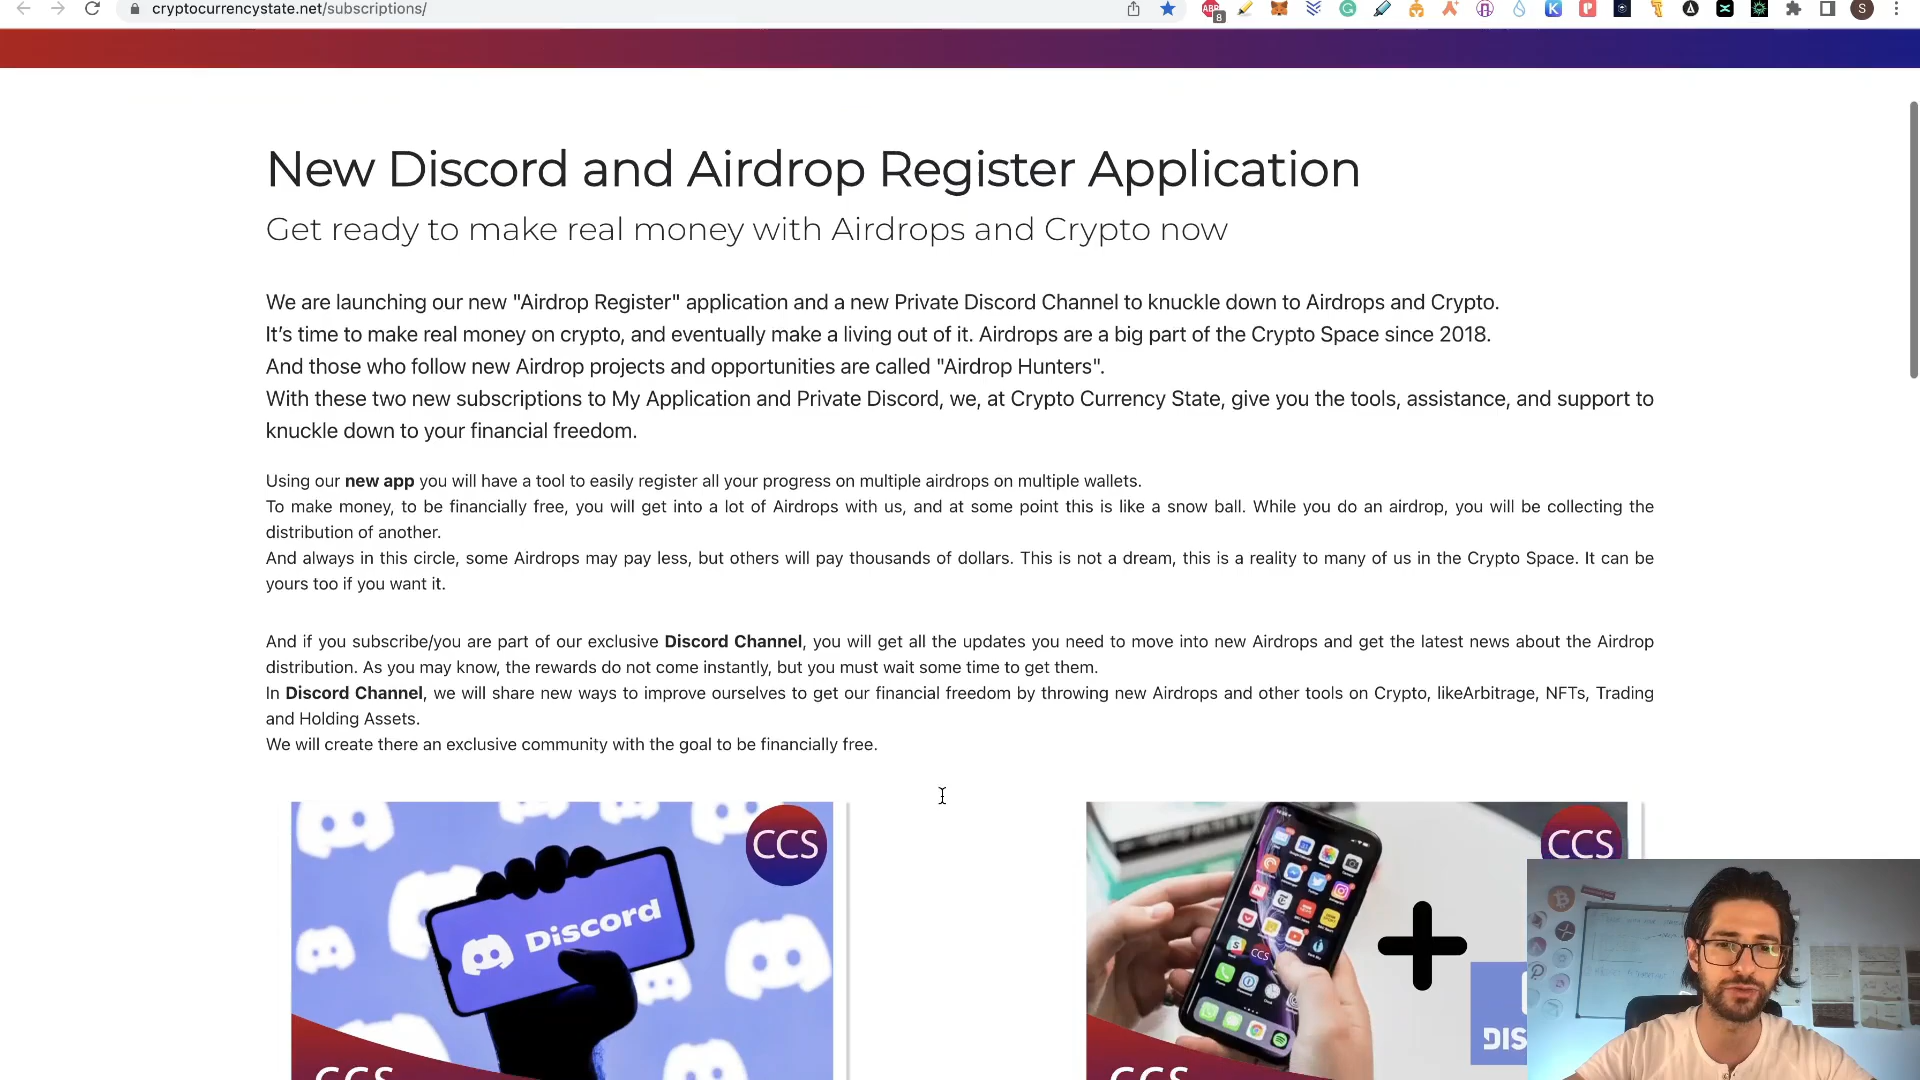 cryptocurrencystate.net/subscriptions/
ABP
8
S
New Discord and Airdrop Register Application
Get ready to make real money with Airdrops and Crypto now
We are launching our new "Airdrop Register" application and a new Private Discord Channel to knuckle down to Airdrops and Crypto.
It's time to make real money on crypto, and eventually make a living out of it. Airdrops are a big part of the Crypto Space since 2018.
And those who follow new Airdrop projects and opportunities are called "Airdrop Hunters".
With these two new subscriptions to My Application and Private Discord, we, at Crypto Currency State, give you the tools, assistance, and support to
knuckle down to your financial freedom.
Using our new app you will have a tool to easily register all your progress on multiple airdrops on multiple wallets.
To make money, to be financially free, you will get into a lot of Airdrops with us, and at some point this is like a snow ball. While you do an airdrop, you will be collecting the
distribution of another.
And always in this circle, some Airdrops may pay less, but others will pay thousands of dollars. This is not a dream, this is a reality to many of us in the Crypto Space. It can be
yours too if you want it.
And if you subscribe/you are part of our exclusive Discord Channel, you will get all the updates you need to move into new Airdrops and get the latest news about the Airdrop
distribution. As you may know, the rewards do not come instantly, but you must wait some time to get them.
In Discord Channel, we will share new ways to improve ourselves to get our financial freedom by throwing new Airdrops and other tools on Crypto, likeArbitrage, NFTs, Trading
and Holding Assets.
We will create there an exclusive community with the goal to be financially free.
CCS
Discord
CCS
CCS
CCS
CCS
DIS